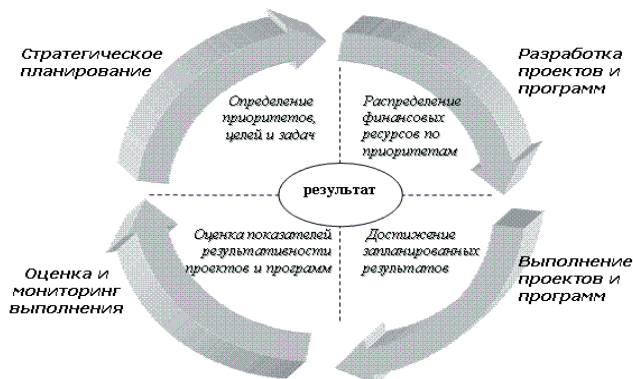 Стратегическое
планирование
Разработка
проектов и
программ
Определение
приоритетов,
целей и задач
Распределение
финансовых
ресурсов по
приоритетам
результат
Оценка показателей
результативности
проектов и программ
Достижение
запланированных
результатов
Оценка и
мониторинг
выполнения
Выполнение
проектов и
программ